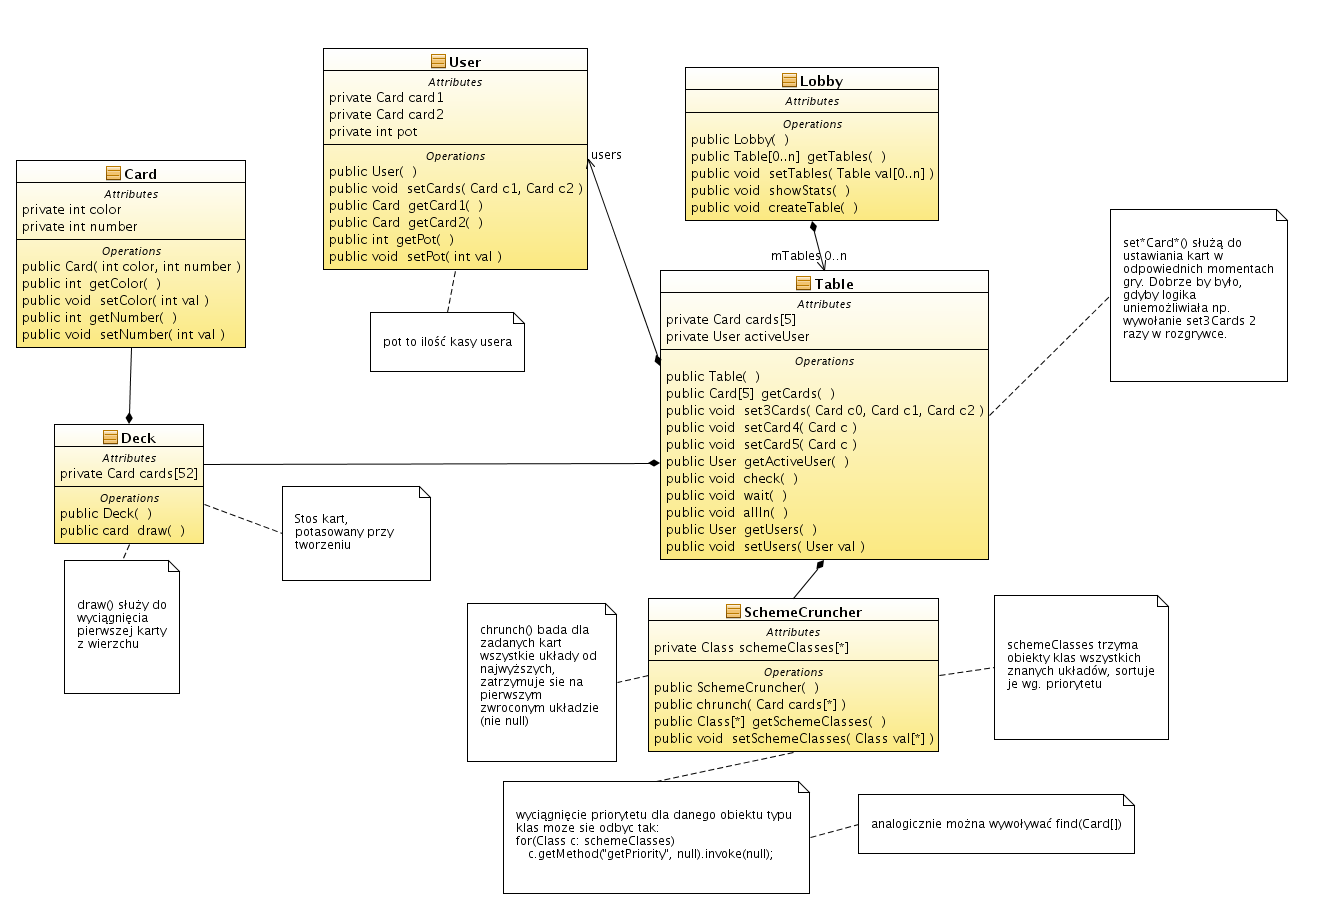 User
Attributes
private Card card1
private Card card2
private int pot
Operations
public User(  )
public void  setCards( Card c1, Card c2 )
public Card  getCard1(  )
public Card  getCard2(  )
public int  getPot(  )
public void  setPot( int val )
users
Lobby
Attributes
Operations
public Lobby(  )
public Table[0..n]  getTables(  )
public void  setTables( Table val[0..n] )
public void  showStats(  )
public void  createTable(  )
mTables 0..n
Card
Attributes
private int color
private int number
Operations
public Card( int color, int number )
public int  getColor(  )
public void  setColor( int val )
public int  getNumber(  )
public void  setNumber( int val )
pot to ilość kasy usera
set*Card*() służą do
ustawiania kart w
odpowiednich momentach
gry. Dobrze by było,
gdyby logika
uniemożliwiała np.
wywołanie set3Cards 2
razy w rozgrywce.
Table
Attributes
private Card cards[5]
private User activeUser
Operations
public Table(  )
public Card[5]  getCards(  )
public void  set3Cards( Card c0, Card c1, Card c2 )
public void  setCard4( Card c )
public void  setCard5( Card c )
public User  getActiveUser(  )
public void  check(  )
public void  wait(  )
public void  allIn(  )
public User  getUsers(  )
public void  setUsers( User val )
Deck
Attributes
private Card cards[52]
Operations
public Deck(  )
public card  draw(  )
Stos kart,
potasowany przy
tworzeniu
draw() służy do
wyciągnięcia
pierwszej karty
z wierzchu
chrunch() bada dla
zadanych kart
wszystkie układy od
najwyższych,
zatrzymuje sie na
pierwszym
zwroconym układzie
(nie null)
SchemeCruncher
Attributes
private Class schemeClasses[*]
Operations
public SchemeCruncher(  )
public chrunch( Card cards[*] )
public Class[*]  getSchemeClasses(  )
public void  setSchemeClasses( Class val[*] )
schemeClasses trzyma
obiekty klas wszystkich
znanych układów, sortuje
je wg. priorytetu
wyciągnięcie priorytetu dla danego obiektu typu
klas moze sie odbyc tak:
for(Class c: schemeClasses)
c.getMethod("getPriority", null).invoke(null);
analogicznie można wywoływać find(Card[])